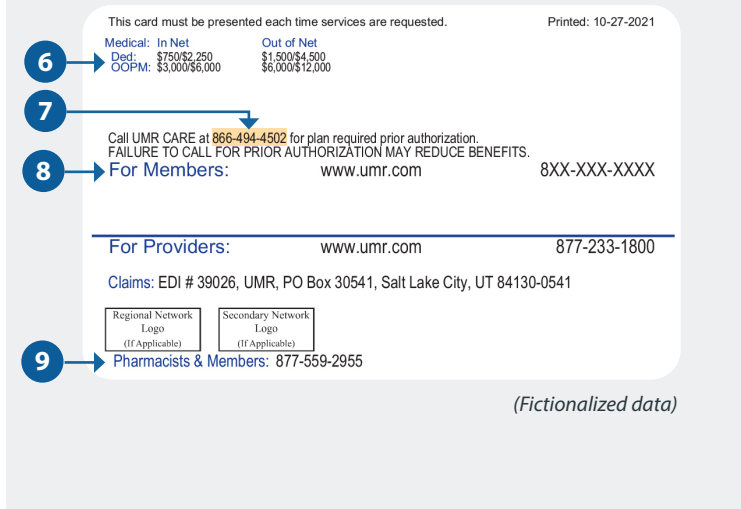 This card must be presented each time services are requested. Printed: 10-27-2021
Medical: In Net Out of Net
6 Ded: $750/$2,250 $1,500/$4,500
OOPM: $3,000/$6,000 $6,000/$12,000
7
Call UMR CARE at 866-494-4502 for plan required prior authorization.
FAILURE TO CALL FOR PRIOR AUTHORIZATION MAY REDUCE BENEFITS.
8 For Members: www.umr.com 8XX-XXX-XXXX
For Providers: www.umr.com 877-233-1800
Claims: EDI # 39026, UMR, PO Box 30541, Salt Lake City, UT 84130-0541
Regional Network Secondary Network
Logo Logo
(If Applicable) (If Applicable)
9 Pharmacists & Members: 877-559-2955
(Fictionalized data)